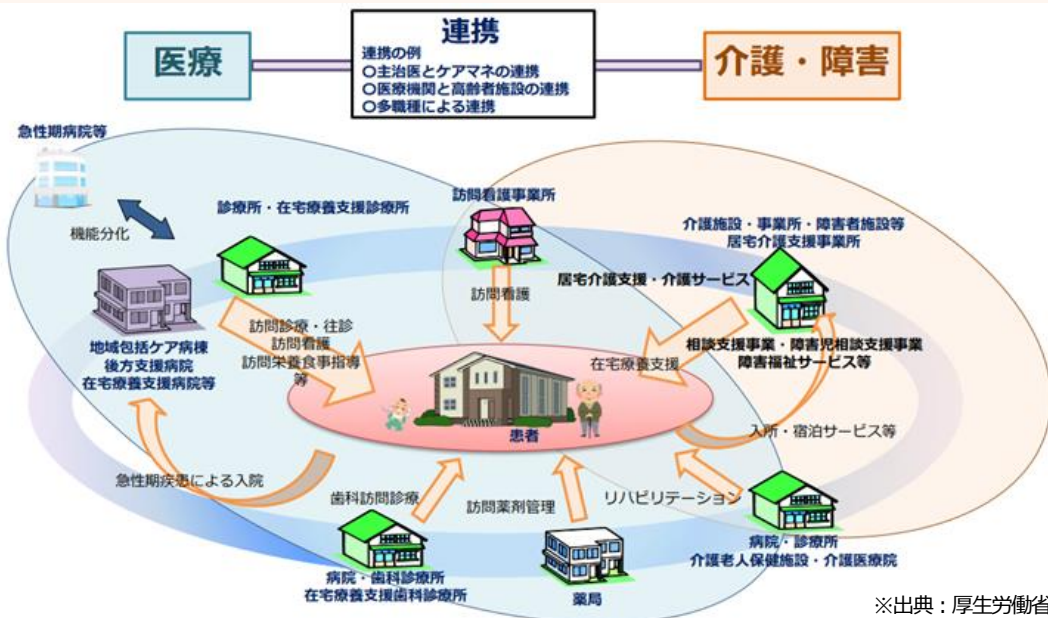 医療
連携
連携の例
○主治医とケアマネの連携
○医療機関と高齢者施設の連携
○多職種による連携
介護・障害
急性期病院等
機能分化
診療所・在宅療養支援診療所
訪問看護事業所
介護施設・事業所・障害者施設等
居宅介護支援事業所
訪問看護
居宅介護支援・介護サービス
訪問診療・往診
訪問看護
訪問栄養食事指導
等
地域包括ケア病棟
後方支援病院
在宅療養支援病院等
在宅療養支援
相談支援事業・障害児相談支援事業
障害福祉サービス等
患者
入所・宿泊サービス等
急性期疾患による入院
歯科訪問診療
訪問薬剤管理
リハビリテーション
病院・歯科診療所
在宅療養支援歯科診療所
薬局
病院・診療所
介護老人保健施設・介護医療院
※出典：厚生労働省